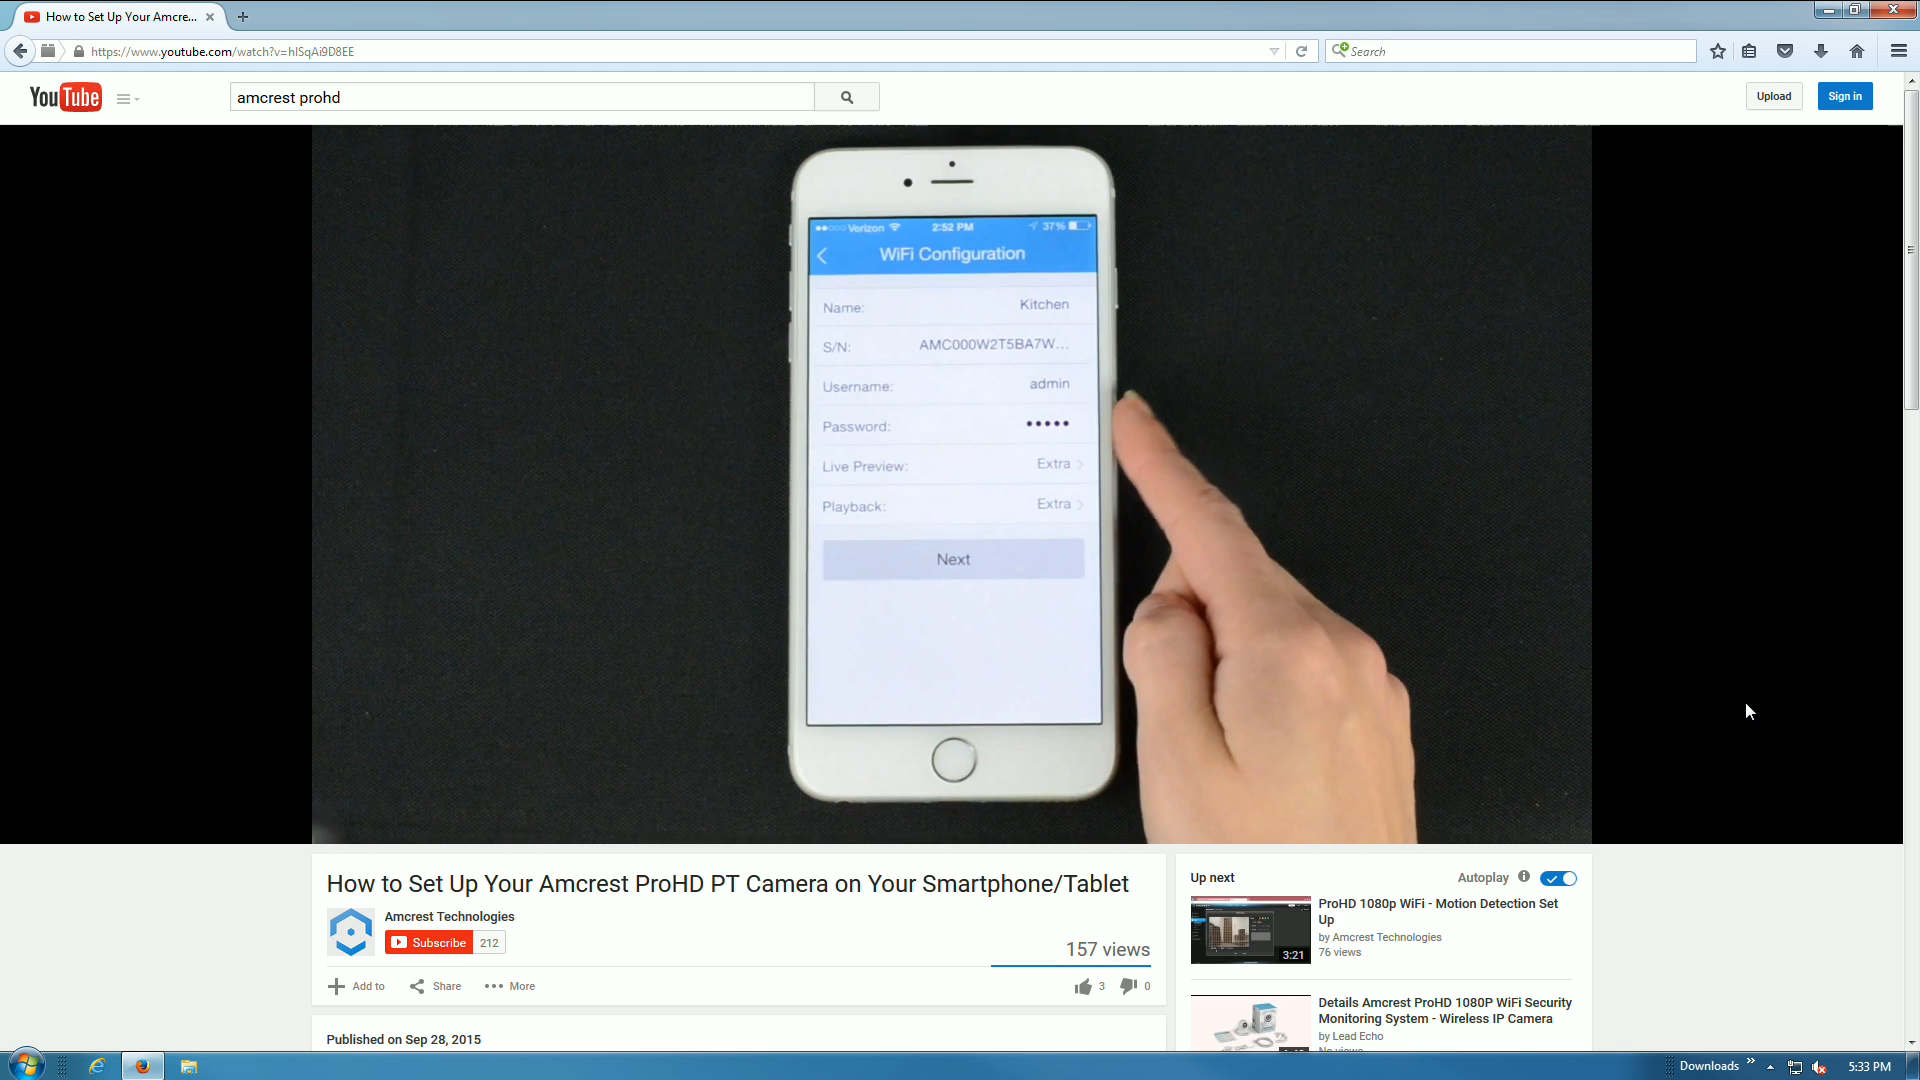 How to Set Up Your Amcre...
https://www.youtube.com/watch?v=hISqAi9D8EE
Search
YouTube
amcrest prohd
Upload
Sign in
Verizon 2:52 PM 37%
WiFi Configuration
Name: Kitchen
S/N: AMC000W2T5BA7W...
Username: admin
Password: •••••
Live Preview: Extra
Playback: Extra
Next
How to Set Up Your Amcrest ProHD PT Camera on Your Smartphone/Tablet
Amcrest Technologies
Subscribe 212
157 views
Add to Share More 3 0
Published on Sep 28, 2015
Up next Autoplay
ProHD 1080p WiFi - Motion Detection Set
Up
by Amcrest Technologies
76 views
3:21
Details Amcrest ProHD 1080P WiFi Security
Monitoring System - Wireless IP Camera
by Lead Echo
No views
Downloads 5:33 PM